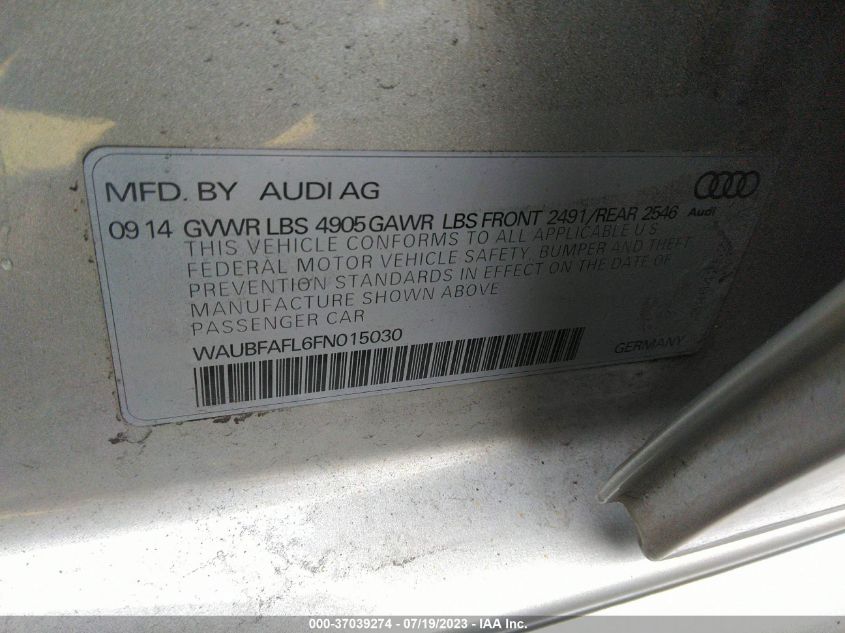 MFD. BY AUDI AG
09 14 GVWR LBS 4905 GAWR LBS FRONT 2491/REAR 2546
Audi
THIS VEHICLE CONFORMS TO ALL APPLICABLE U S
FEDERAL MOTOR VEHICLE SAFETY, BUMPER AND THEFT
PREVENTION STANDARDS IN EFFECT ON THE DATE OF
MANUFACTURE SHOWN ABOVE
PASSENGER CAR
WAUBFAFL6FN015030
GERMANY
000-37039274 - 07/19/2023 - IAA Inc.